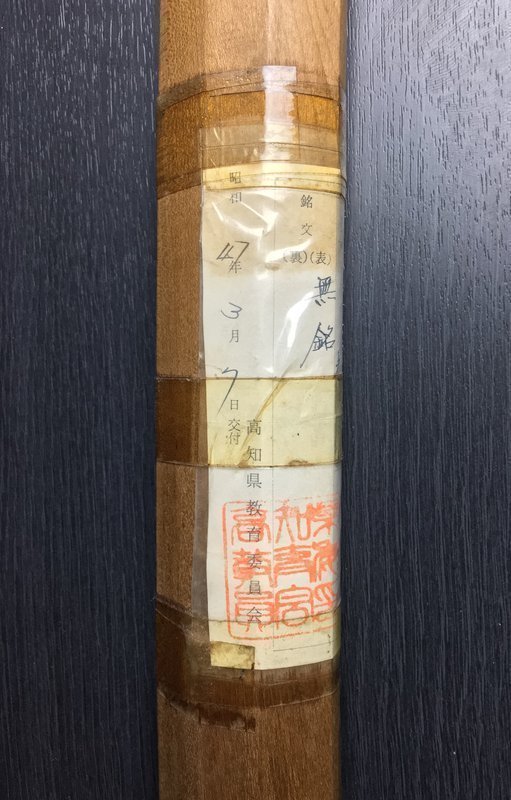 銘文
(表)
(裏)
無銘
昭和47年3月7日交付
高知県教育委員会